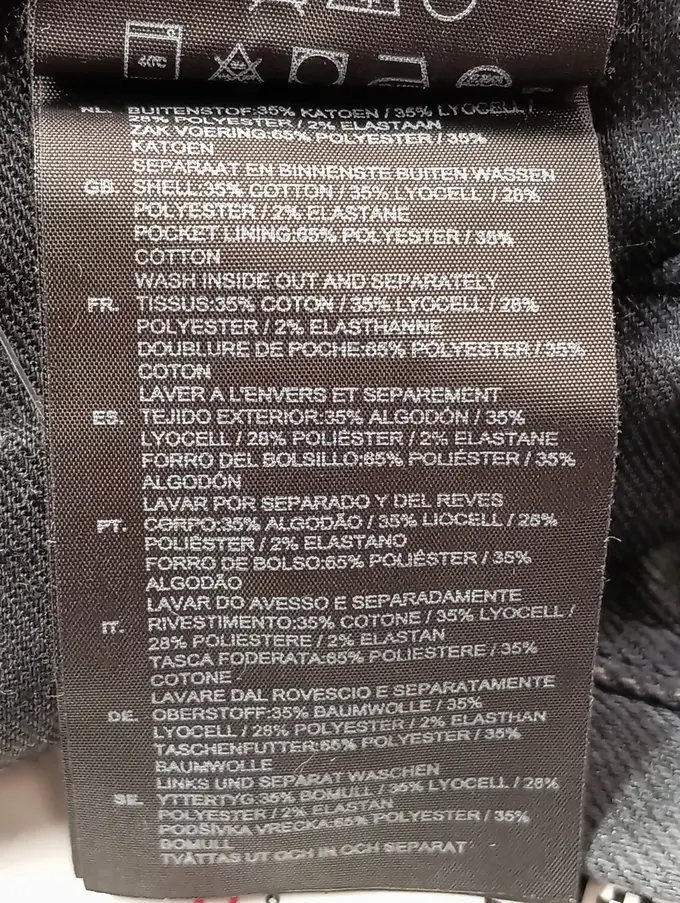 40°C
NL. BUITENSTOF:35% KATOEN / 35% LYOCELL /
28% POLYESTER / 2% ELASTAAN
ZAK VOERING:65% POLYESTER / 35%
KATOEN
SEPARAAT EN BINNENSTE BUITEN WASSEN
GB. SHELL:35% COTTON / 35% LYOCELL / 28%
POLYESTER / 2% ELASTANE
POCKET LINING:65% POLYESTER / 35%
COTTON
WASH INSIDE OUT AND SEPARATELY
FR. TISSUS:35% COTON / 35% LYOCELL / 28%
POLYESTER / 2% ELASTHANNE
DOUBLURE DE POCHE:65% POLYESTER / 35%
COTON
LAVER A L'ENVERS ET SEPAREMENT
ES. TEJIDO EXTERIOR:35% ALGODÓN / 35%
LYOCELL / 28% POLIÉSTER / 2% ELASTANE
FORRO DEL BOLSILLO:65% POLIÉSTER / 35%
ALGODÓN
LAVAR POR SEPARADO Y DEL REVES
PT. CORPO:35% ALGODÃO / 35% LIOCELL / 28%
POLIÉSTER / 2% ELASTANO
FORRO DE BOLSO:65% POLIÉSTER / 35%
ALGODÃO
LAVAR DO AVESSO E SEPARADAMENTE
IT. RIVESTIMENTO:35% COTONE / 35% LYOCELL /
28% POLIESTERE / 2% ELASTAN
TASCA FODERATA:65% POLIESTERE / 35%
COTONE
LAVARE DAL ROVESCIO E SEPARATAMENTE
DE. OBERSTOFF:35% BAUMWOLLE / 35%
LYOCELL / 28% POLYESTER / 2% ELASTHAN
TASCHENFUTTER:65% POLYESTER / 35%
BAUMWOLLE
LINKS UND SEPARAT WASCHEN
SE. YTTERTYG:35% BOMULL / 35% LYOCELL / 28%
POLYESTER / 2% ELASTAN
PODŠÍVKA VRECKA:65% POLYESTER / 35%
BOMULL
TVÄTTAS UT OCH IN OCH SEPARAT